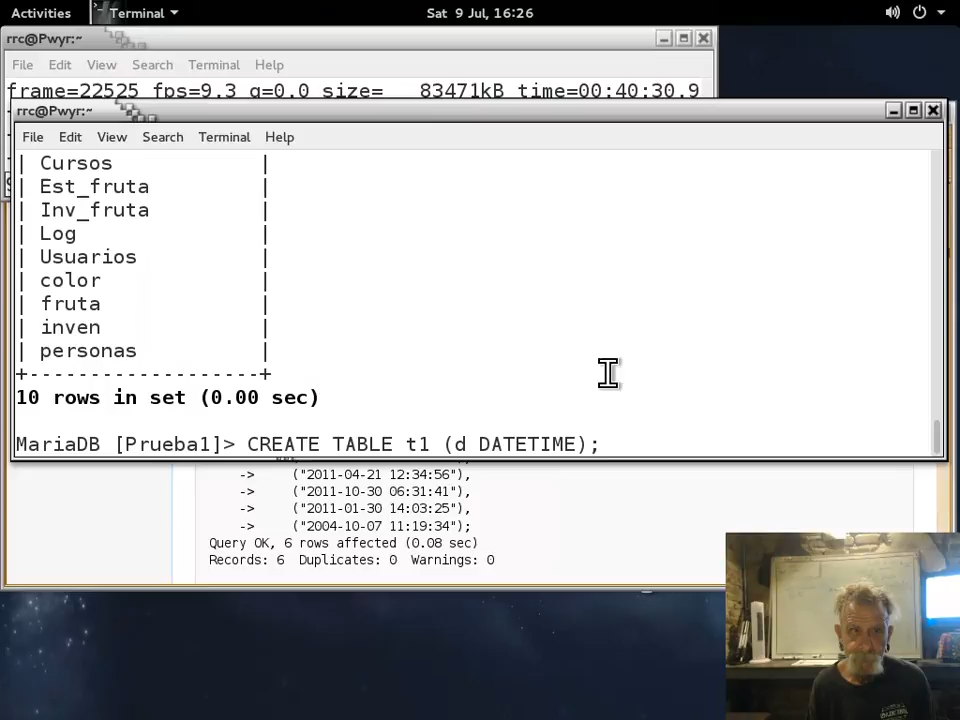 Activities Terminal Sat 9 Jul, 16:26
rrc@Pwyr:~
File Edit View Search Terminal Help
frame=22525 fps=9.3 q=0.0 size= 83471kB time=00:40:30.9
rrc@Pwyr:~
File Edit View Search Terminal Help
| Cursos |
| Est_fruta |
| Inv_fruta |
| Log |
| Usuarios |
| color |
| fruta |
| inven |
| personas |
+-------------------+
10 rows in set (0.00 sec)
MariaDB [Prueba1]> CREATE TABLE t1 (d DATETIME);
-> ("2011-04-21 12:34:56"),
-> ("2011-10-30 06:31:41"),
-> ("2011-01-30 14:03:25"),
-> ("2004-10-07 11:19:34");
Query OK, 6 rows affected (0.08 sec)
Records: 6 Duplicates: 0 Warnings: 0